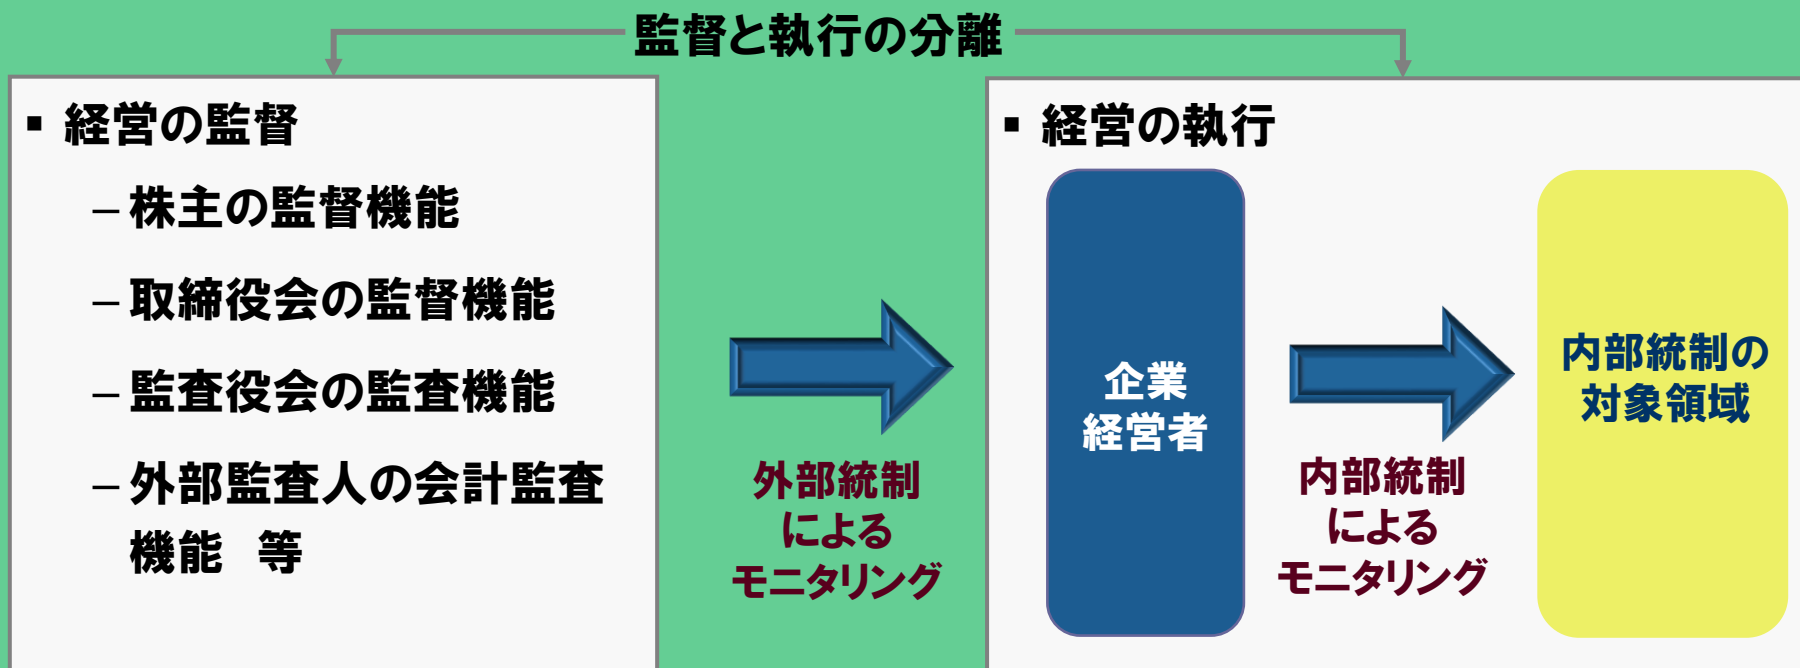 監督と執行の分離
▪ 経営の監督
– 株主の監督機能
– 取締役会の監督機能
– 監査役会の監査機能
– 外部監査人の会計監査
機能 等
外部統制
による
モニタリング
▪ 経営の執行
企業
経営者
内部統制
による
モニタリング
内部統制の
対象領域